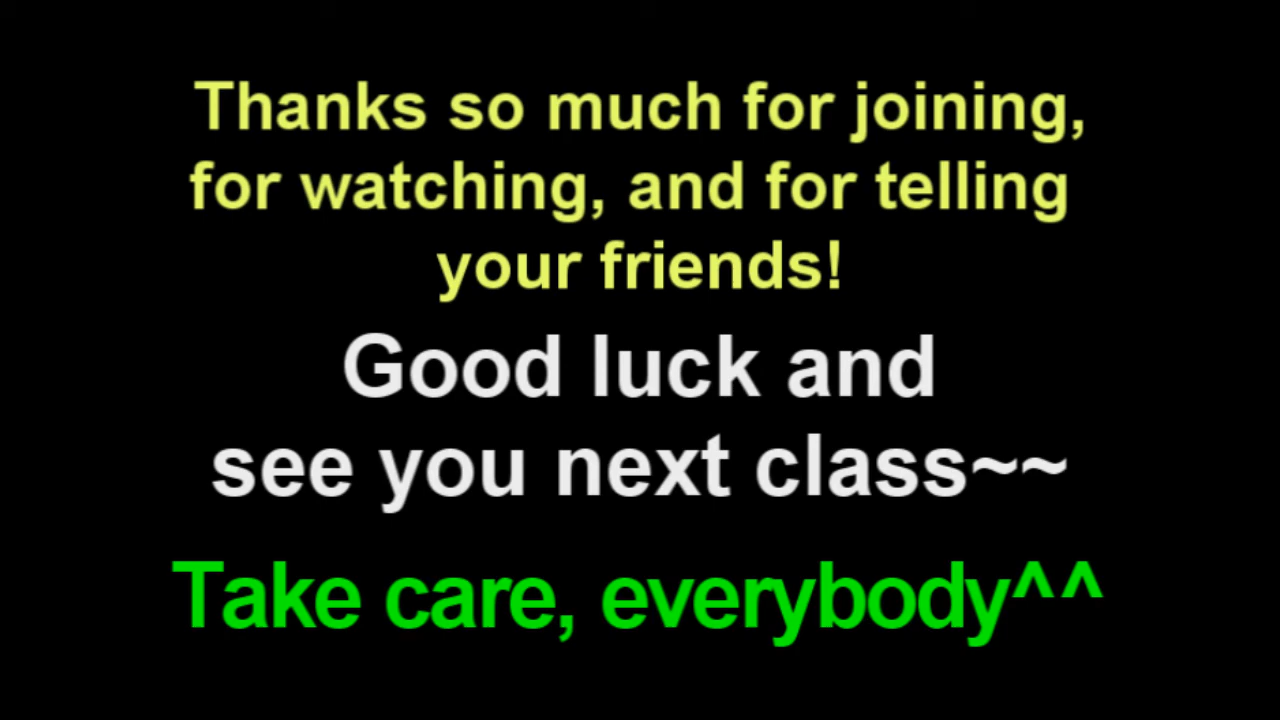 Thanks so much for joining,
for watching, and for telling
your friends!
Good luck and
see you next class~~
Take care, everybody^^